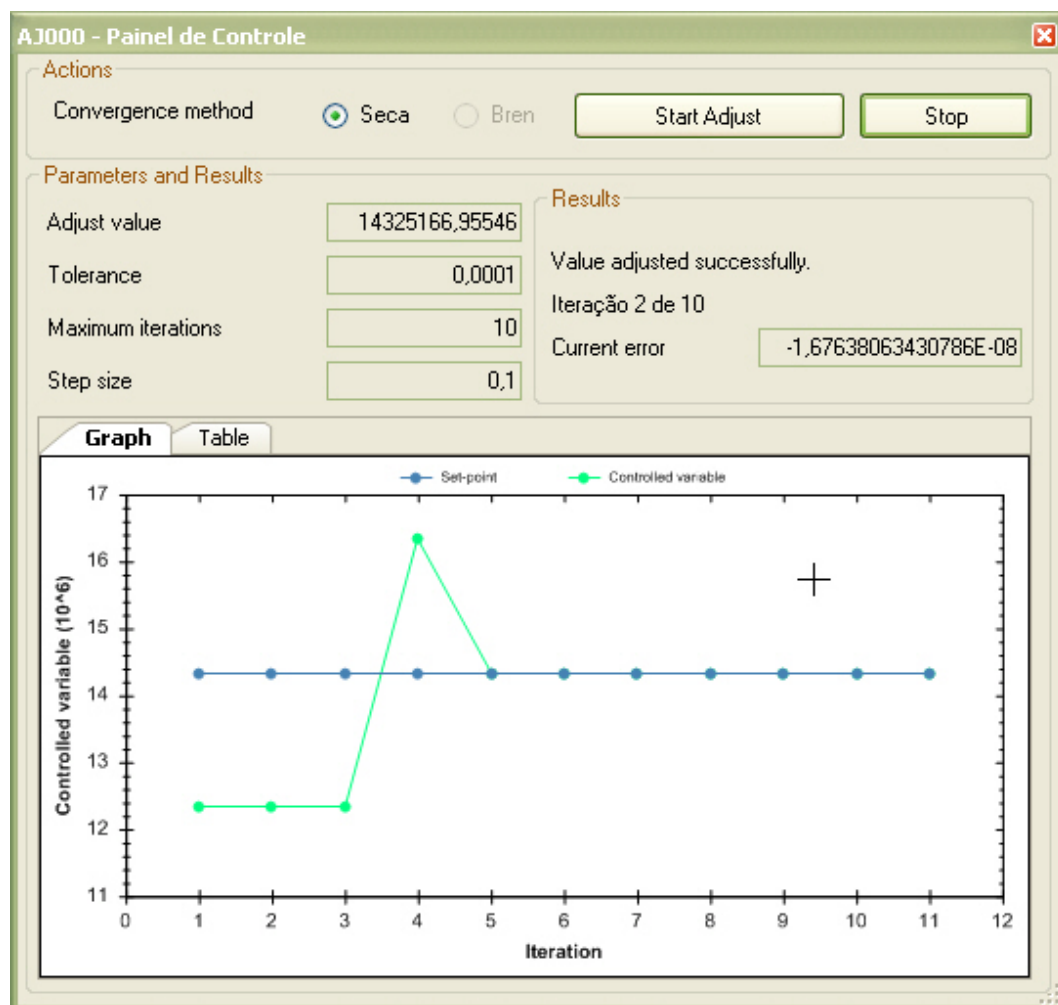 AJ000 - Painel de Controle
Actions
Convergence method
Seca
Bren
Start Adjust
Stop
Parameters and Results
Adjust value
14325166,95546
Tolerance
0,0001
Maximum iterations
10
Step size
0,1
Results
Value adjusted successfully.
Iteração 2 de 10
Current error
-1,67638063430786E-08
Graph
Table
Set-point
Controlled variable
Controlled variable (10^6)
17
16
15
14
13
12
11
0 1 2 3 4 5 6 7 8 9 10 11 12
Iteration